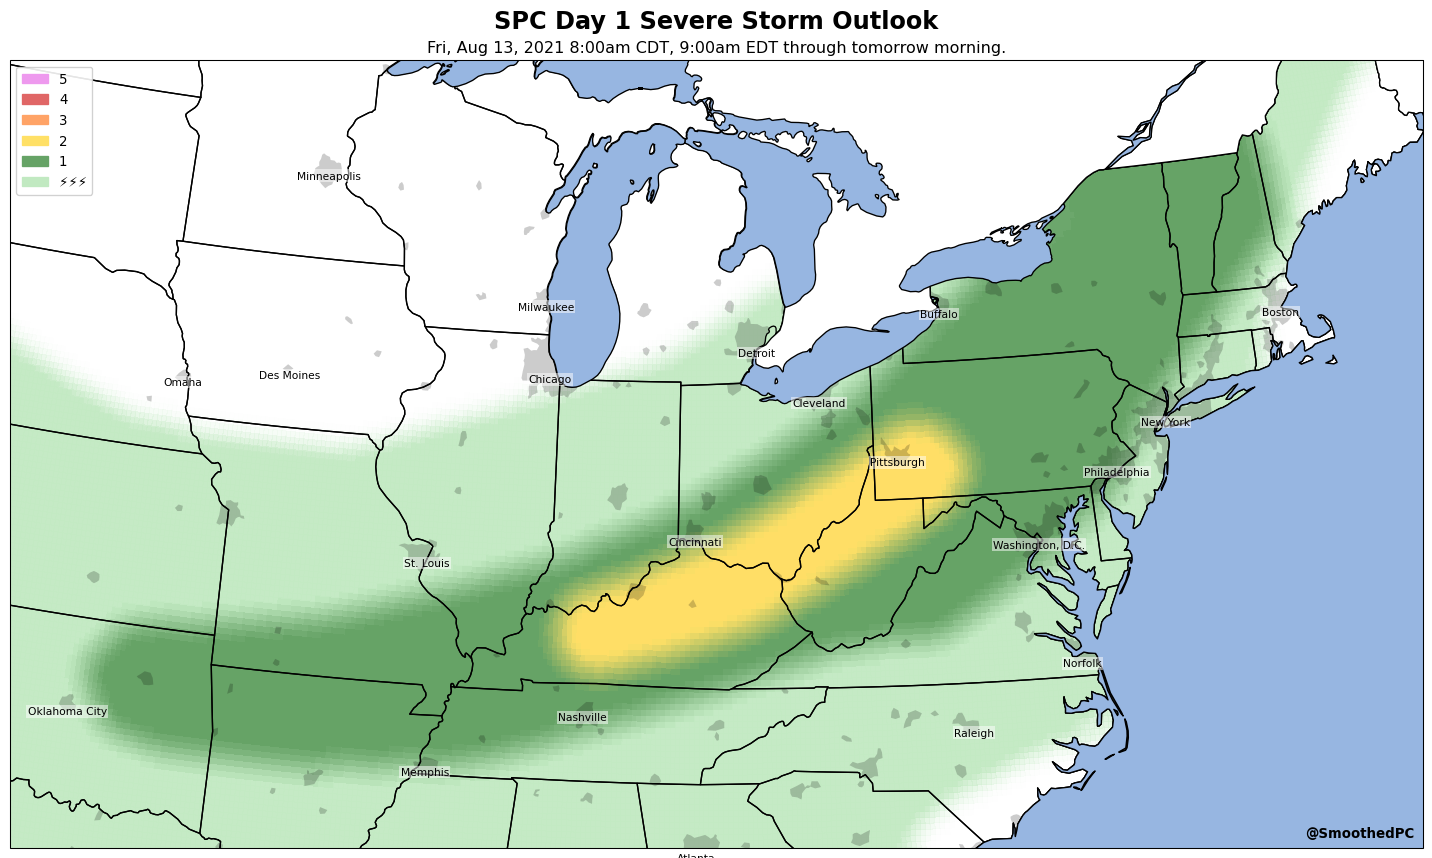 SPC Day 1 Severe Storm Outlook
Fri, Aug 13, 2021 8:00am CDT, 9:00am EDT through tomorrow morning.
5
4
3
2
1
⚡⚡⚡
Minneapolis
Milwaukee
Boston
Buffalo
Detroit
Des Moines
Chicago
Omaha
Cleveland
New York
Pittsburgh
Philadelphia
Cincinnati
Washington, D.C.
St. Louis
Norfolk
Oklahoma City
Nashville
Raleigh
Memphis
@SmoothedPC
Atlanta